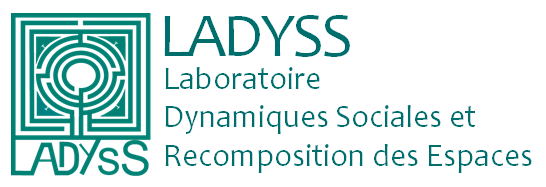 LADYSS
LADYSS
Laboratoire
Dynamiques Sociales et
Recomposition des Espaces